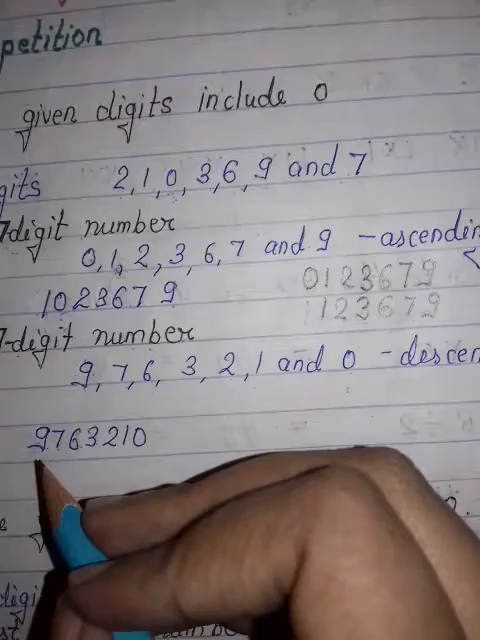 petition
given digits include 0
gits 2, 1, 0, 3, 6, 9 and 7
7-digit number
0, 1, 2, 3, 6, 7 and 9 -ascendin
0123679
1023679
1123679
7-digit number
9, 7, 6, 3, 2, 1 and 0 - descen
9763210
digi